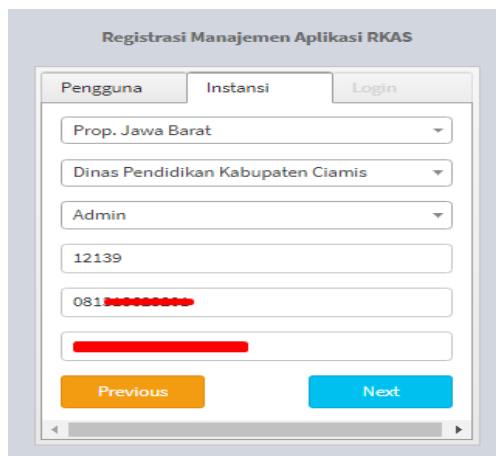 Registrasi Manajemen Aplikasi RKAS
Pengguna Instansi Login
Prop. Jawa Barat
Dinas Pendidikan Kabupaten Ciamis
Admin
12139
081
Previous Next